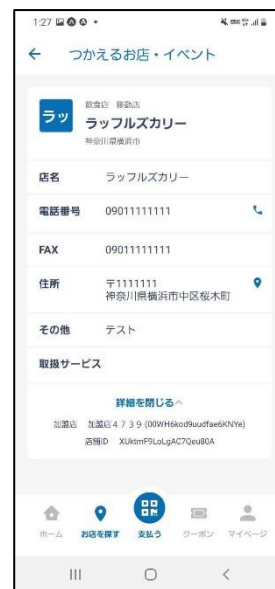 1:27
つかえるお店・イベント
ラッ
飲食店 移動店
ラッフルズカリー
神奈川県横浜市
店名 ラッフルズカリー
電話番号 09011111111
FAX 09011111111
住所 〒1111111
神奈川県横浜市中区桜木町
その他 テスト
取扱サービス
詳細を閉じる
加盟店 加盟店4739(00WH6kod9uudfae6KNYe)
店舗ID XUktmF9LoLgAC7Qeu80A
ホーム お店を探す 支払う クーポン マイページ